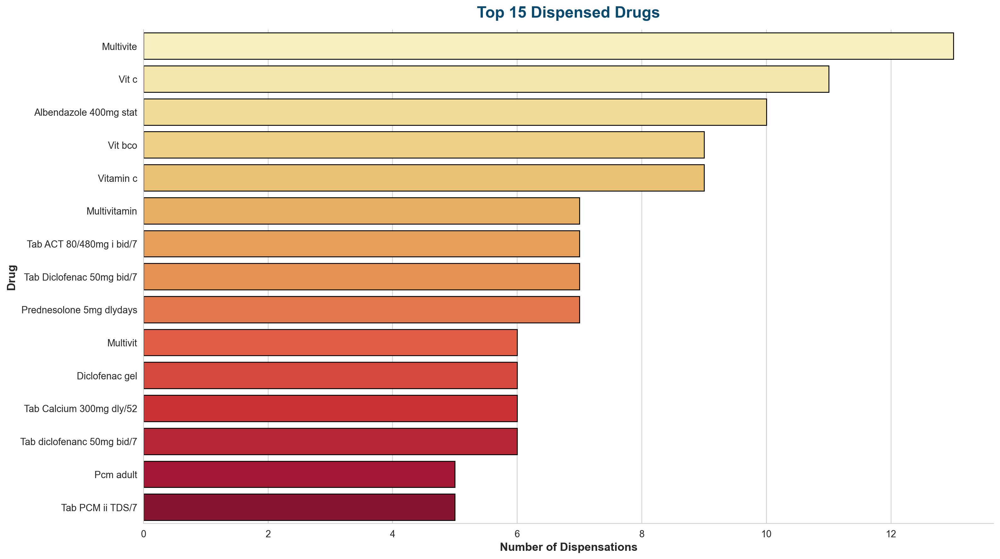 Top 15 Dispensed Drugs
Drug
Multivite
Vit c
Albendazole 400mg stat
Vit bco
Vitamin c
Multivitamin
Tab ACT 80/480mg i bid/7
Tab Diclofenac 50mg bid/7
Prednesolone 5mg dlydays
Multivit
Diclofenac gel
Tab Calcium 300mg dly/52
Tab diclofenanc 50mg bid/7
Pcm adult
Tab PCM ii TDS/7
0 2 4 6 8 10 12
Number of Dispensations